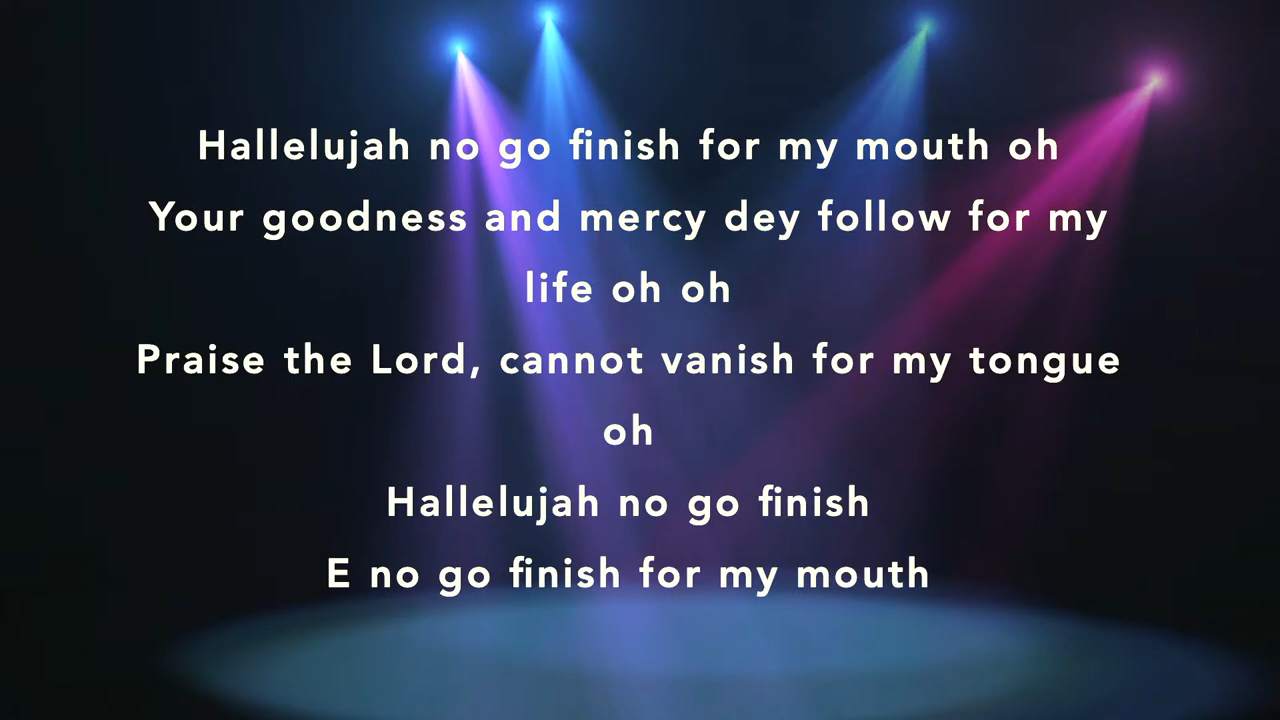 Hallelujah no go finish for my mouth oh
Your goodness and mercy dey follow for my
life oh oh
Praise the Lord, cannot vanish for my tongue
oh
Hallelujah no go finish
E no go finish for my mouth